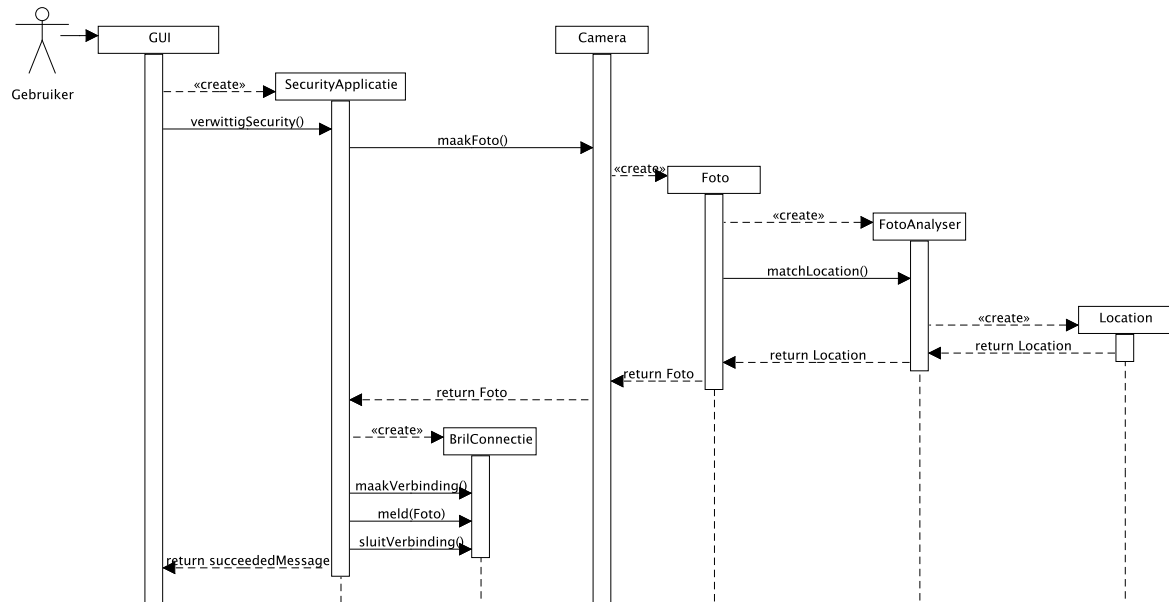 GUI
Camera
Gebruiker
«create»
SecurityApplicatie
verwittigSecurity()
maakFoto()
«create»
Foto
«create»
FotoAnalyser
matchLocation()
«create»
Location
return Location
return Location
return Foto
return Foto
«create»
BrilConnectie
maakVerbinding()
meld(Foto)
sluitVerbinding()
return succeededMessage